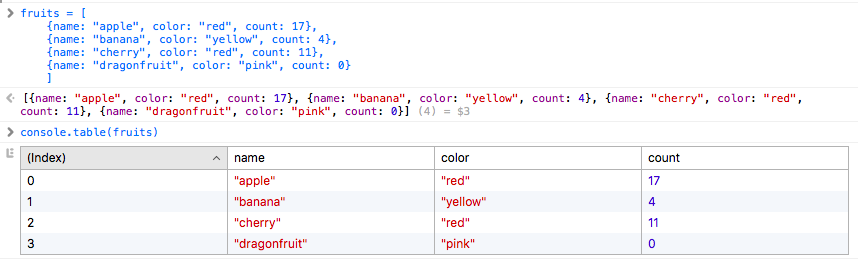 fruits = [
{name: "apple", color: "red", count: 17},
{name: "banana", color: "yellow", count: 4},
{name: "cherry", color: "red", count: 11},
{name: "dragonfruit", color: "pink", count: 0}
]
[{name: "apple", color: "red", count: 17}, {name: "banana", color: "yellow", count: 4}, {name: "cherry", color: "red",
count: 11}, {name: "dragonfruit", color: "pink", count: 0}] (4) = $3
console.table(fruits)
(Index) name color count
0 "apple" "red" 17
1 "banana" "yellow" 4
2 "cherry" "red" 11
3 "dragonfruit" "pink" 0